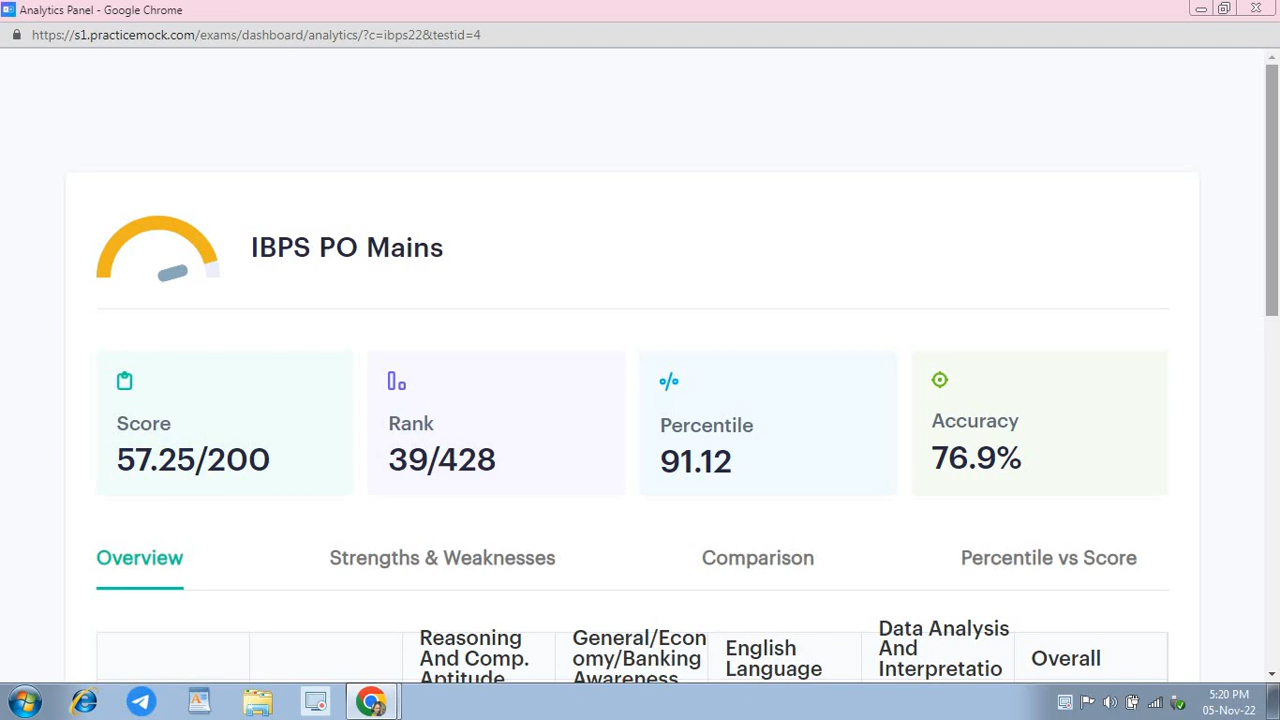 Analytics Panel - Google Chrome
https://s1.practicemock.com/exams/dashboard/analytics/?c=ibps22&testid=4
IBPS PO Mains
Score
57.25/200
Rank
39/428
Percentile
91.12
Accuracy
76.9%
Overview
Strengths & Weaknesses
Comparison
Percentile vs Score
Reasoning
And Comp.
Aptitude
General/Econ
omy/Banking
Awareness
English
Language
Data Analysis
And
Interpretatio
Overall
5:20 PM
05-Nov-22